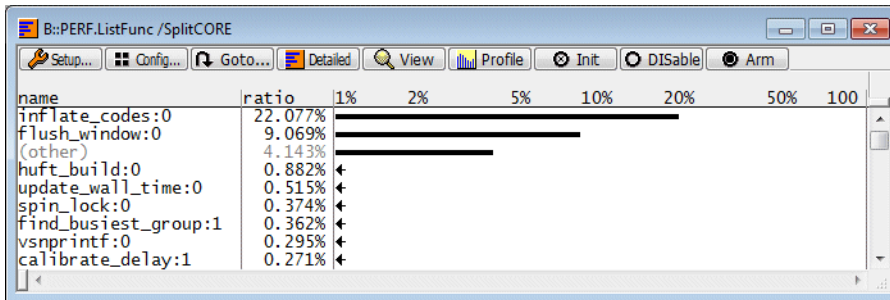 B::PERF.ListFunc /SplitCORE
Setup... Config... Goto... Detailed View Profile Init DISable Arm
name ratio 1% 2% 5% 10% 20% 50% 100
inflate_codes:0 22.077%
flush_window:0 9.069%
(other) 4.143%
huft_build:0 0.882%
update_wall_time:0 0.515%
spin_lock:0 0.374%
find_busiest_group:1 0.362%
vsnprintf:0 0.295%
calibrate_delay:1 0.271%